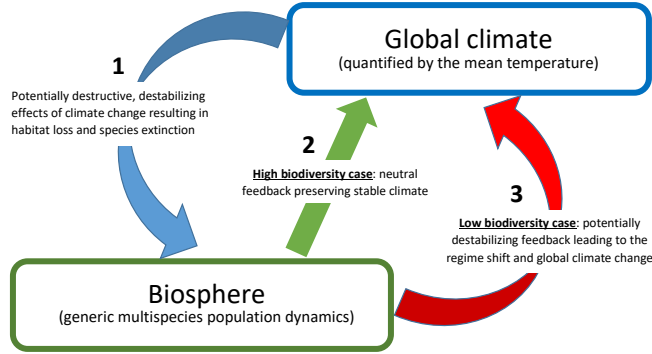 Global climate
(quantified by the mean temperature)
1
Potentially destructive, destabilizing
effects of climate change resulting in
habitat loss and species extinction
2
High biodiversity case: neutral
feedback preserving stable climate
3
Low biodiversity case: potentially
destabilizing feedback leading to the
regime shift and global climate change
Biosphere
(generic multispecies population dynamics)